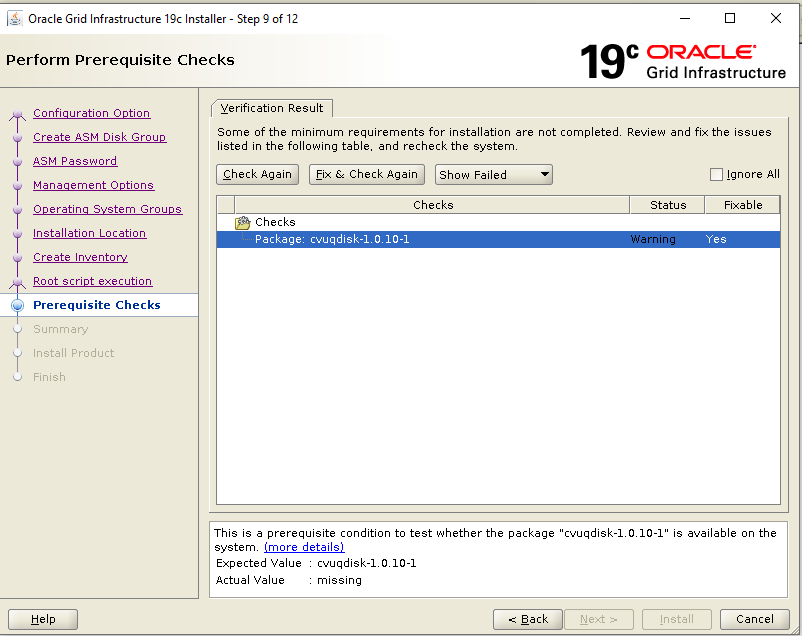 Oracle Grid Infrastructure 19c Installer - Step 9 of 12
Perform Prerequisite Checks
19c ORACLE
Grid Infrastructure
Configuration Option
Create ASM Disk Group
ASM Password
Management Options
Operating System Groups
Installation Location
Create Inventory
Root script execution
Prerequisite Checks
Summary
Install Product
Finish
Verification Result
Some of the minimum requirements for installation are not completed. Review and fix the issues
listed in the following table, and recheck the system.
Check Again Fix & Check Again Show Failed Ignore All
Checks Status Fixable
Checks
Package: cvuqdisk-1.0.10-1 Warning Yes
This is a prerequisite condition to test whether the package "cvuqdisk-1.0.10-1" is available on the
system. (more details)
Expected Value : cvuqdisk-1.0.10-1
Actual Value : missing
Help < Back Next > Install Cancel